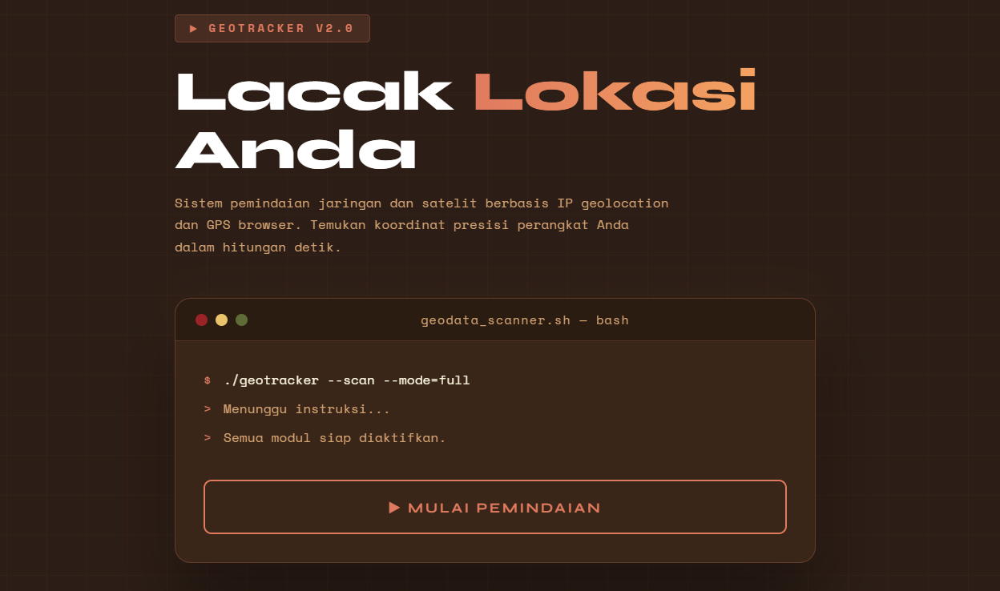 ▶ GEOTRACKER V2.0
Lacak Lokasi
Anda
Sistem pemindaian jaringan dan satelit berbasis IP geolocation
dan GPS browser. Temukan koordinat presisi perangkat Anda
dalam hitungan detik.
geodata_scanner.sh — bash
$ ./geotracker --scan --mode=full
> Menunggu instruksi...
> Semua modul siap diaktifkan.
▶ MULAI PEMINDAIAN